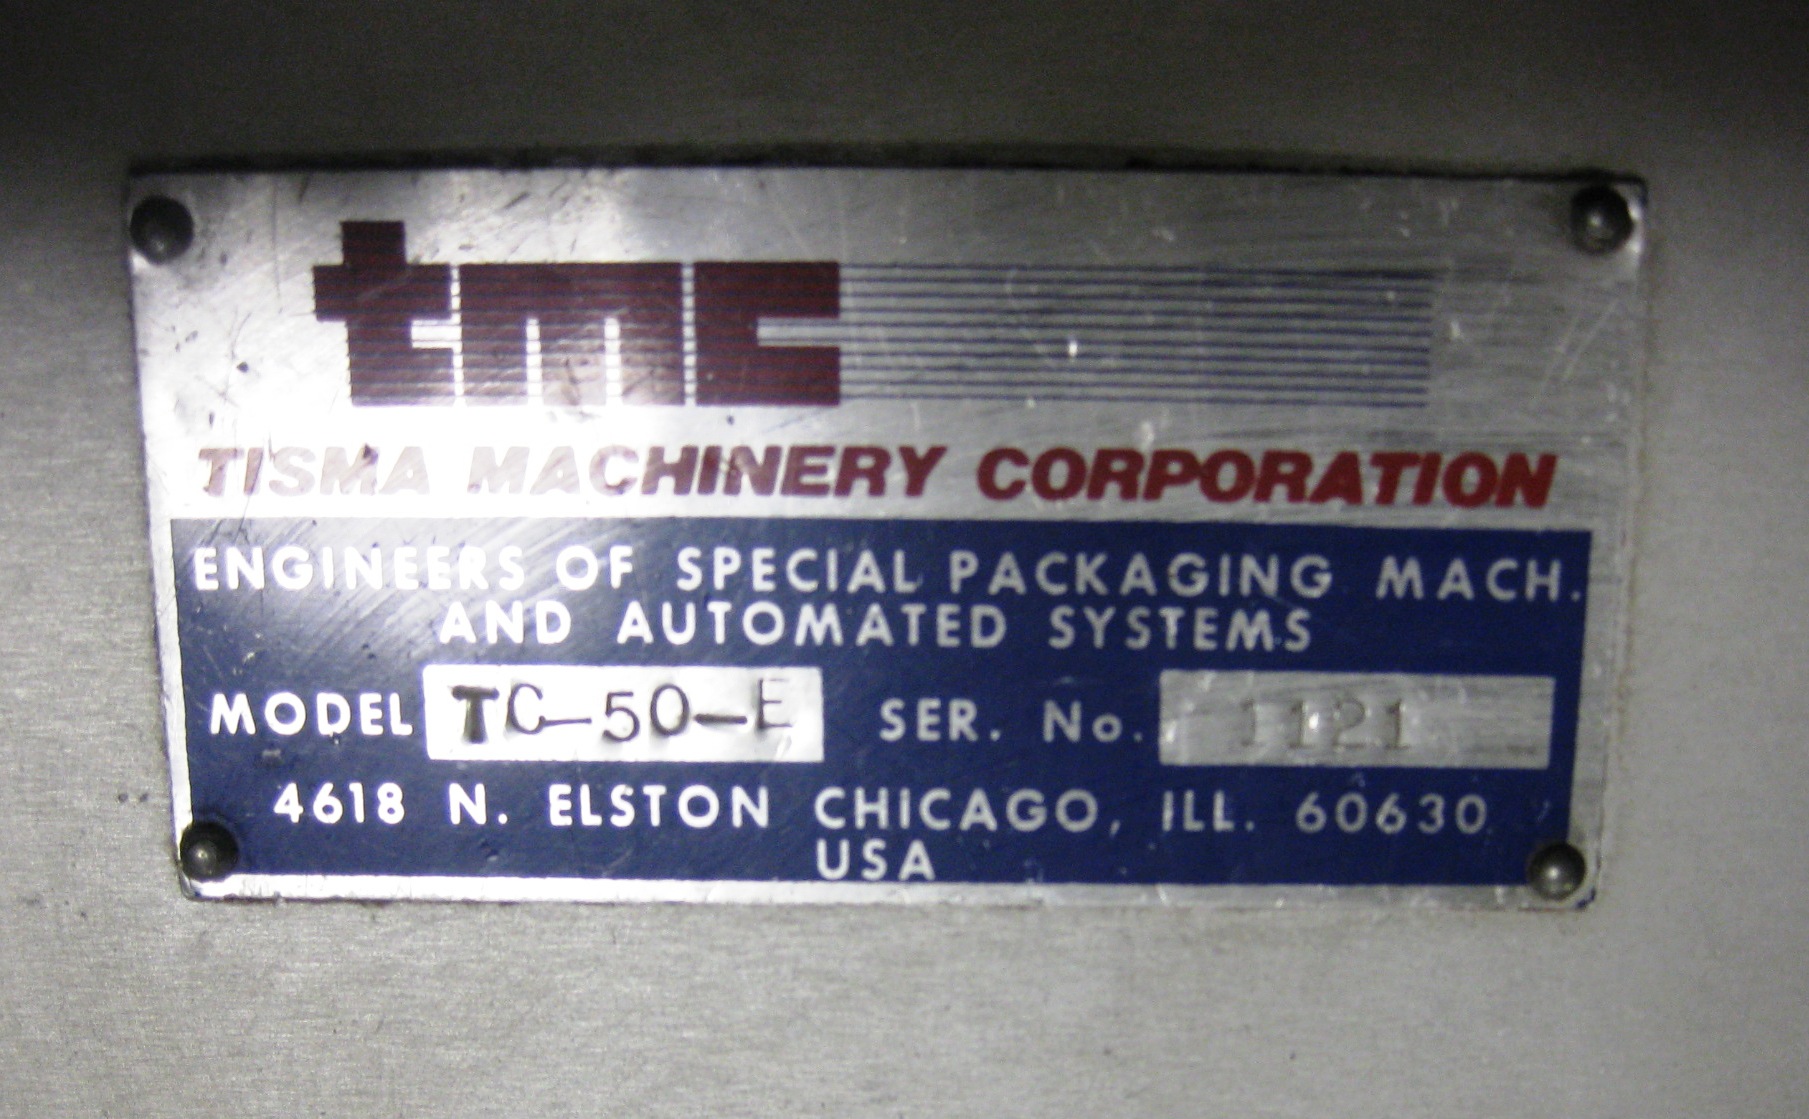 tmc
TISMA MACHINERY CORPORATION
ENGINEERS OF SPECIAL PACKAGING MACH.
AND AUTOMATED SYSTEMS
MODEL TC-50-E SER. No. 1121
4618 N. ELSTON CHICAGO, ILL. 60630
USA